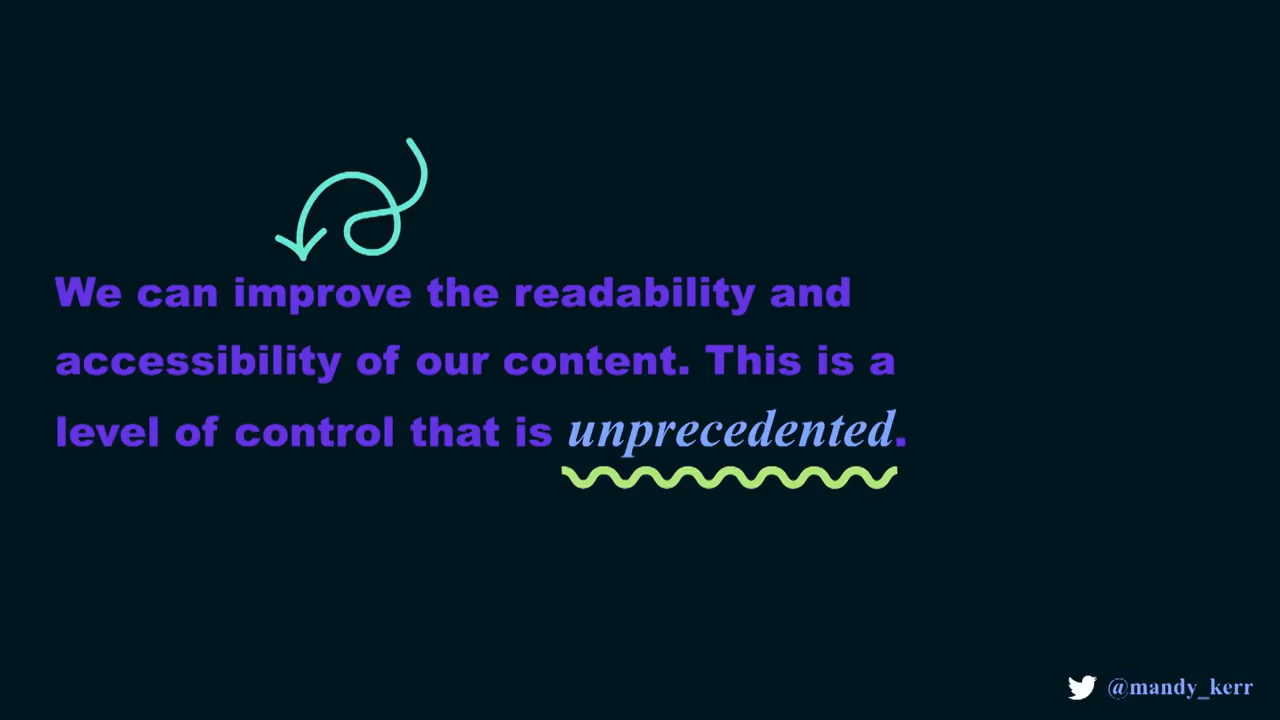 We can improve the readability and
accessibility of our content. This is a
level of control that is unprecedented.
@mandy_kerr